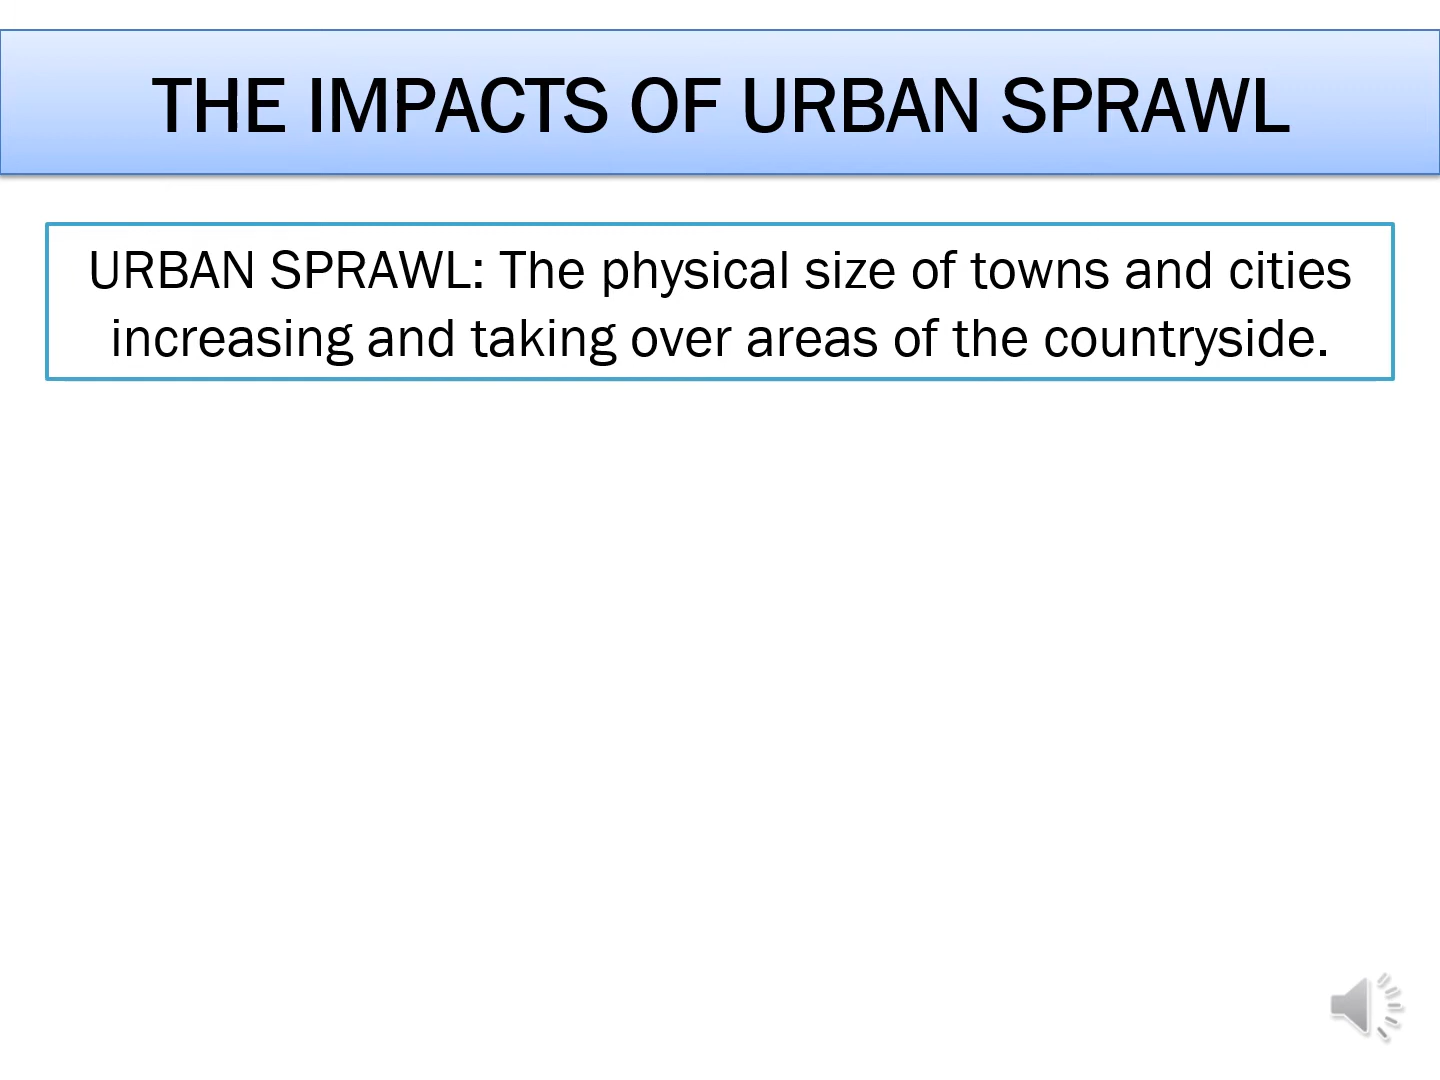 THE IMPACTS OF URBAN SPRAWL
URBAN SPRAWL: The physical size of towns and cities
increasing and taking over areas of the countryside.